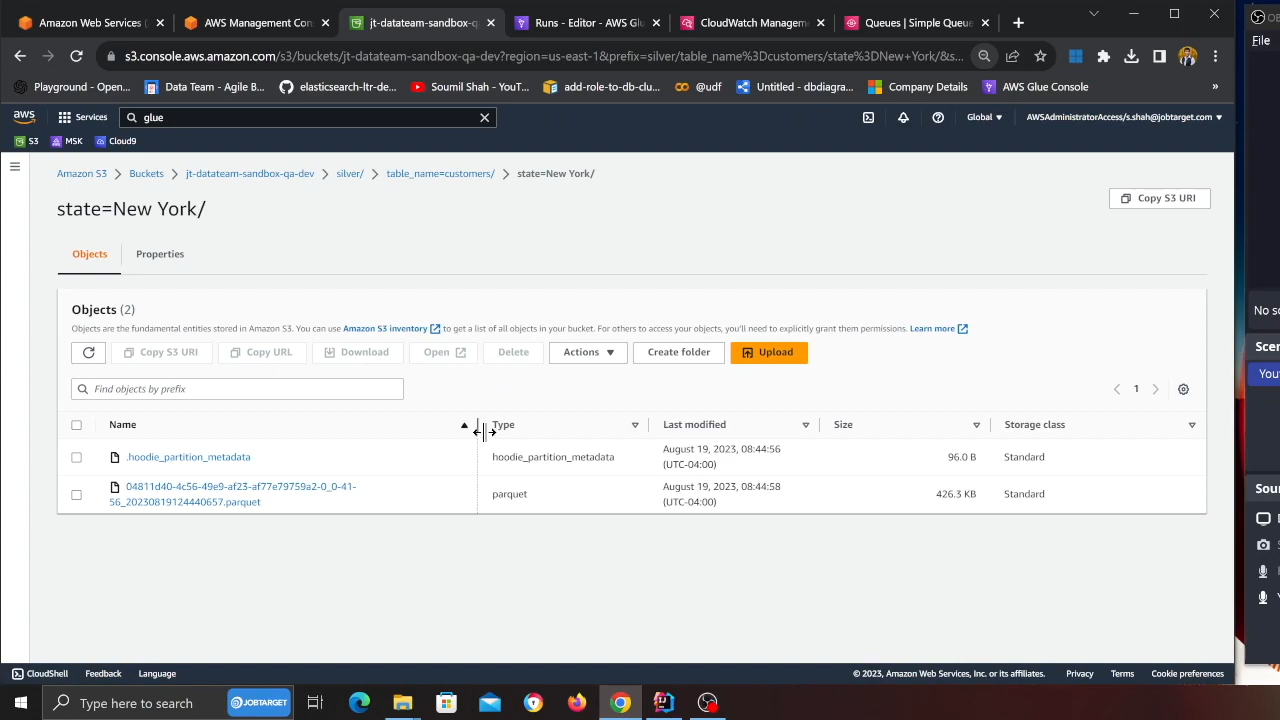 Amazon Web Services (
AWS Management Con
jt-datateam-sandbox-q
Runs - Editor - AWS Glu
CloudWatch Managem
Queues | Simple Queue
s3.console.aws.amazon.com/s3/buckets/jt-datateam-sandbox-qa-dev?region=us-east-1&prefix=silver/table_name%3Dcustomers/state%3DNew+York/&s...
File
Playground - Open...
Data Team - Agile B...
elasticsearch-ltr-de...
Soumil Shah - YouT...
add-role-to-db-clu...
@udf
Untitled - dbdiagra...
Company Details
AWS Glue Console
»
aws
Services
glue
Global
AWSAdministratorAccess/s.shah@jobtarget.com
S3
MSK
Cloud9
Amazon S3 > Buckets > jt-datateam-sandbox-qa-dev > silver/ > table_name=customers/ > state=New York/
Copy S3 URI
state=New York/
Objects
Properties
Objects (2)
Objects are the fundamental entities stored in Amazon S3. You can use Amazon S3 inventory to get a list of all objects in your bucket. For others to access your objects, you'll need to explicitly grant them permissions. Learn more
Copy S3 URI
Copy URL
Download
Open
Delete
Actions
Create folder
Upload
Find objects by prefix
1
Name
Type
Last modified
Size
Storage class
.hoodie_partition_metadata
hoodie_partition_metadata
August 19, 2023, 08:44:56
(UTC-04:00)
96.0 B
Standard
04811d40-4c56-49e9-af23-af77e79759a2-0_0-41-
56_20230819124440657.parquet
parquet
August 19, 2023, 08:44:58
(UTC-04:00)
426.3 KB
Standard
No so
Scen
You
Sour
CloudShell
Feedback
Language
© 2023, Amazon Web Services, Inc. or its affiliates.
Privacy
Terms
Cookie preferences
Type here to search
JOBTARGET